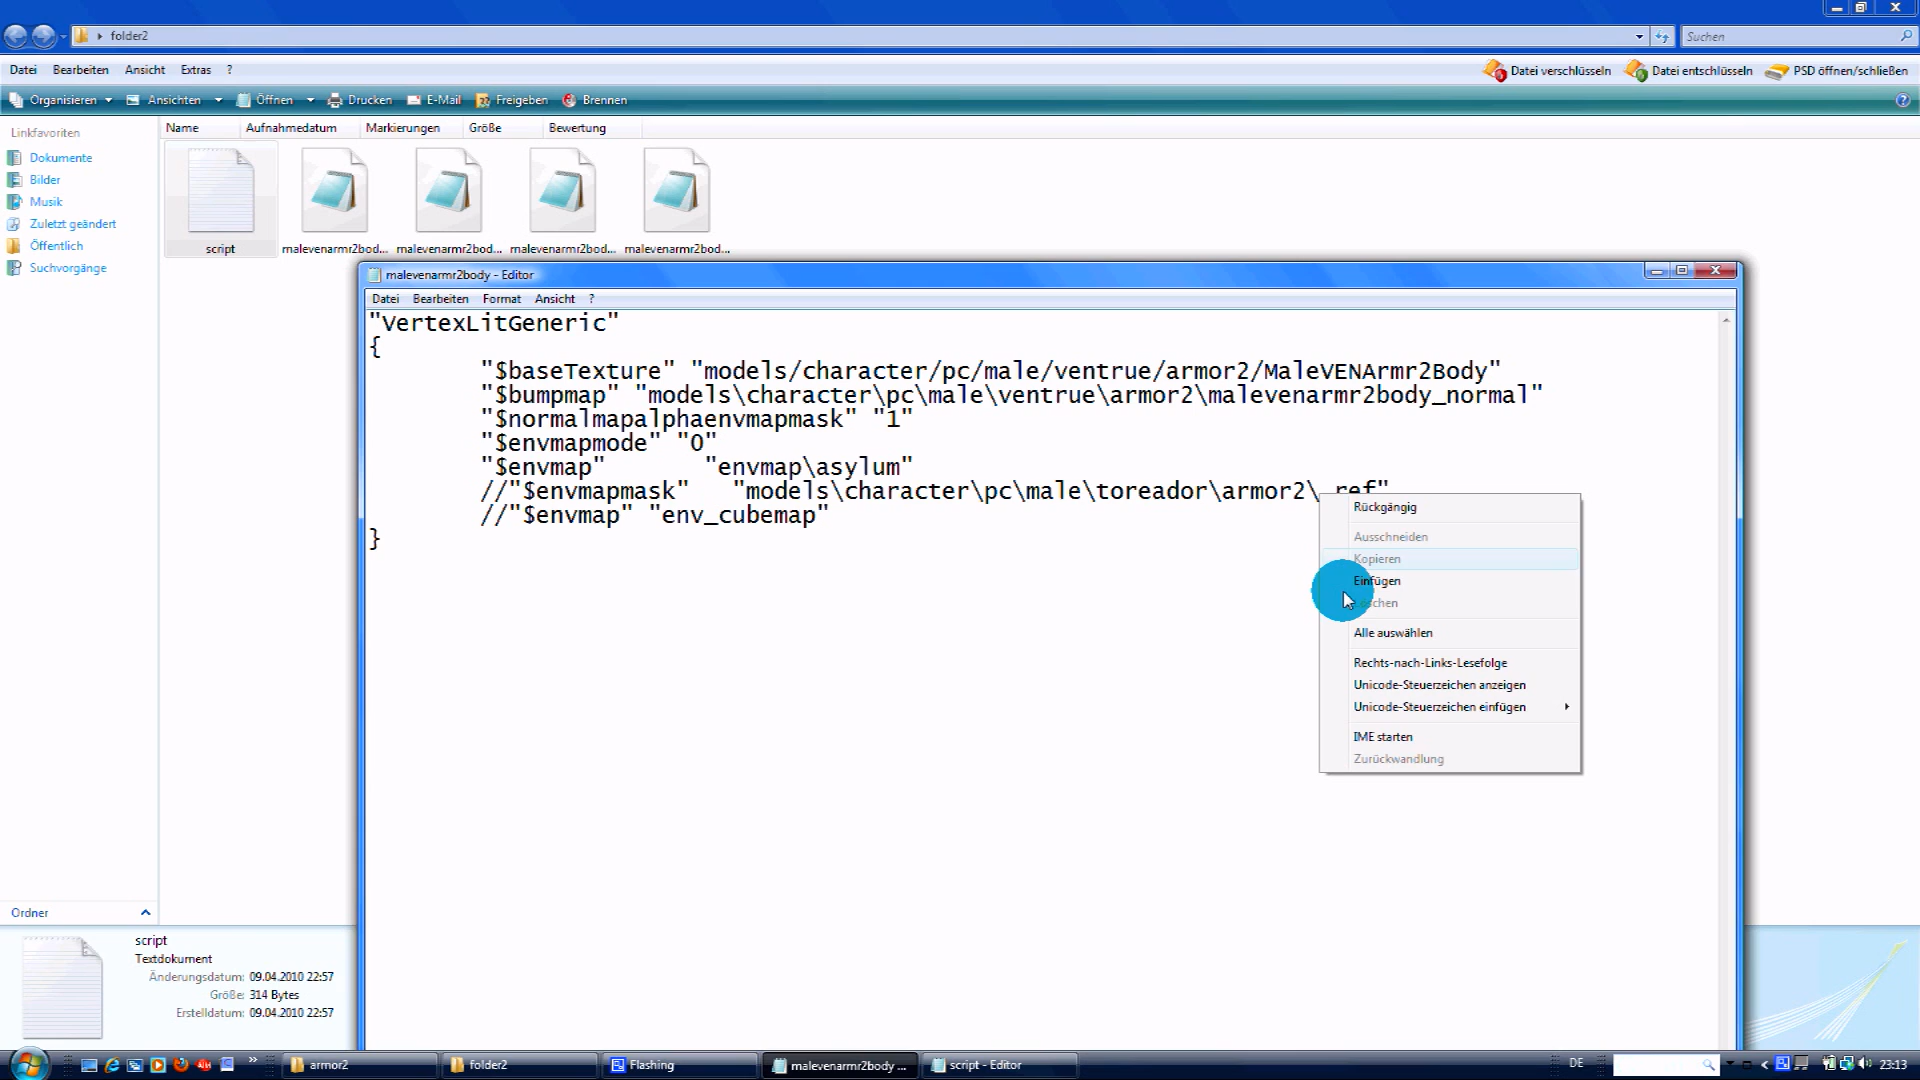 folder2
Suchen
Datei Bearbeiten Ansicht Extras ?
Datei verschlüsseln Datei entschlüsseln PSD öffnen/schließen
Organisieren Ansichten Öffnen Drucken E-Mail Freigeben Brennen
Linkfavoriten
Dokumente
Bilder
Musik
Zuletzt geändert
Öffentlich
Suchvorgänge
Name Aufnahmedatum Markierungen Größe Bewertung
script malevenarmr2bod... malevenarmr2bod... malevenarmr2bod... malevenarmr2bod...
malevenarmr2body - Editor
Datei Bearbeiten Format Ansicht ?
"VertexLitGeneric"
{
"$baseTexture" "models/character/pc/male/ventrue/armor2/MaleVENArmr2Body"
"$bumpmap" "models\character\pc\male\ventrue\armor2\malevenarmr2body_normal"
"$normalmapalphaenvmapmask" "1"
"$envmapmode" "0"
"$envmap" "envmap\asylum"
//"$envmapmask" "models\character\pc\male\toreador\armor2\_ref"
//"$envmap" "env_cubemap"
}
Rückgängig
Ausschneiden
Kopieren
Einfügen
Löschen
Alle auswählen
Rechts-nach-Links-Lesefolge
Unicode-Steuerzeichen anzeigen
Unicode-Steuerzeichen einfügen
IME starten
Zurückwandlung
Ordner
script
Textdokument
Änderungsdatum: 09.04.2010 22:57
Größe: 314 Bytes
Erstelldatum: 09.04.2010 22:57
armor2 folder2 Flashing malevenarmr2body ... script - Editor DE 23:13